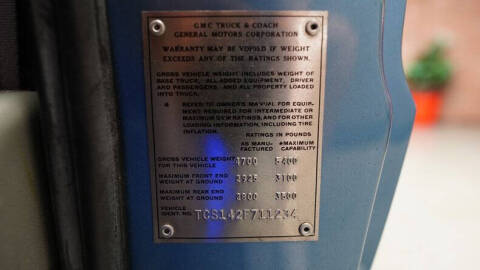 GMC TRUCK & COACH
GENERAL MOTORS CORPORATION
WARRANTY MAY BE VOIDED IF WEIGHT
EXCEEDS ANY OF THE RATINGS SHOWN.
GROSS VEHICLE WEIGHT INCLUDES WEIGHT OF
BASE TRUCK, ALL ADDED EQUIPMENT, DRIVER
AND PASSENGERS AND ALL PROPERTY LOADED
INTO TRUCK.
REFER TO OWNER'S MANUAL FOR EQUIP-
MENT REQUIRED FOR INTERMEDIATE OR
MAXIMUM GVW RATINGS, AND FOR OTHER
LOADING INFORMATION, INCLUDING TIRE
INFLATION.
RATINGS IN POUNDS
AS MANU- MAXIMUM
FACTURED CAPABILITY
GROSS VEHICLE WEIGHT 5400
FOR THIS VEHICLE
MAXIMUM FRONT END 3100
WEIGHT AT GROUND
MAXIMUM REAR END 3500
WEIGHT AT GROUND
VEHICLE
IDENT. NO. TCS142F711234